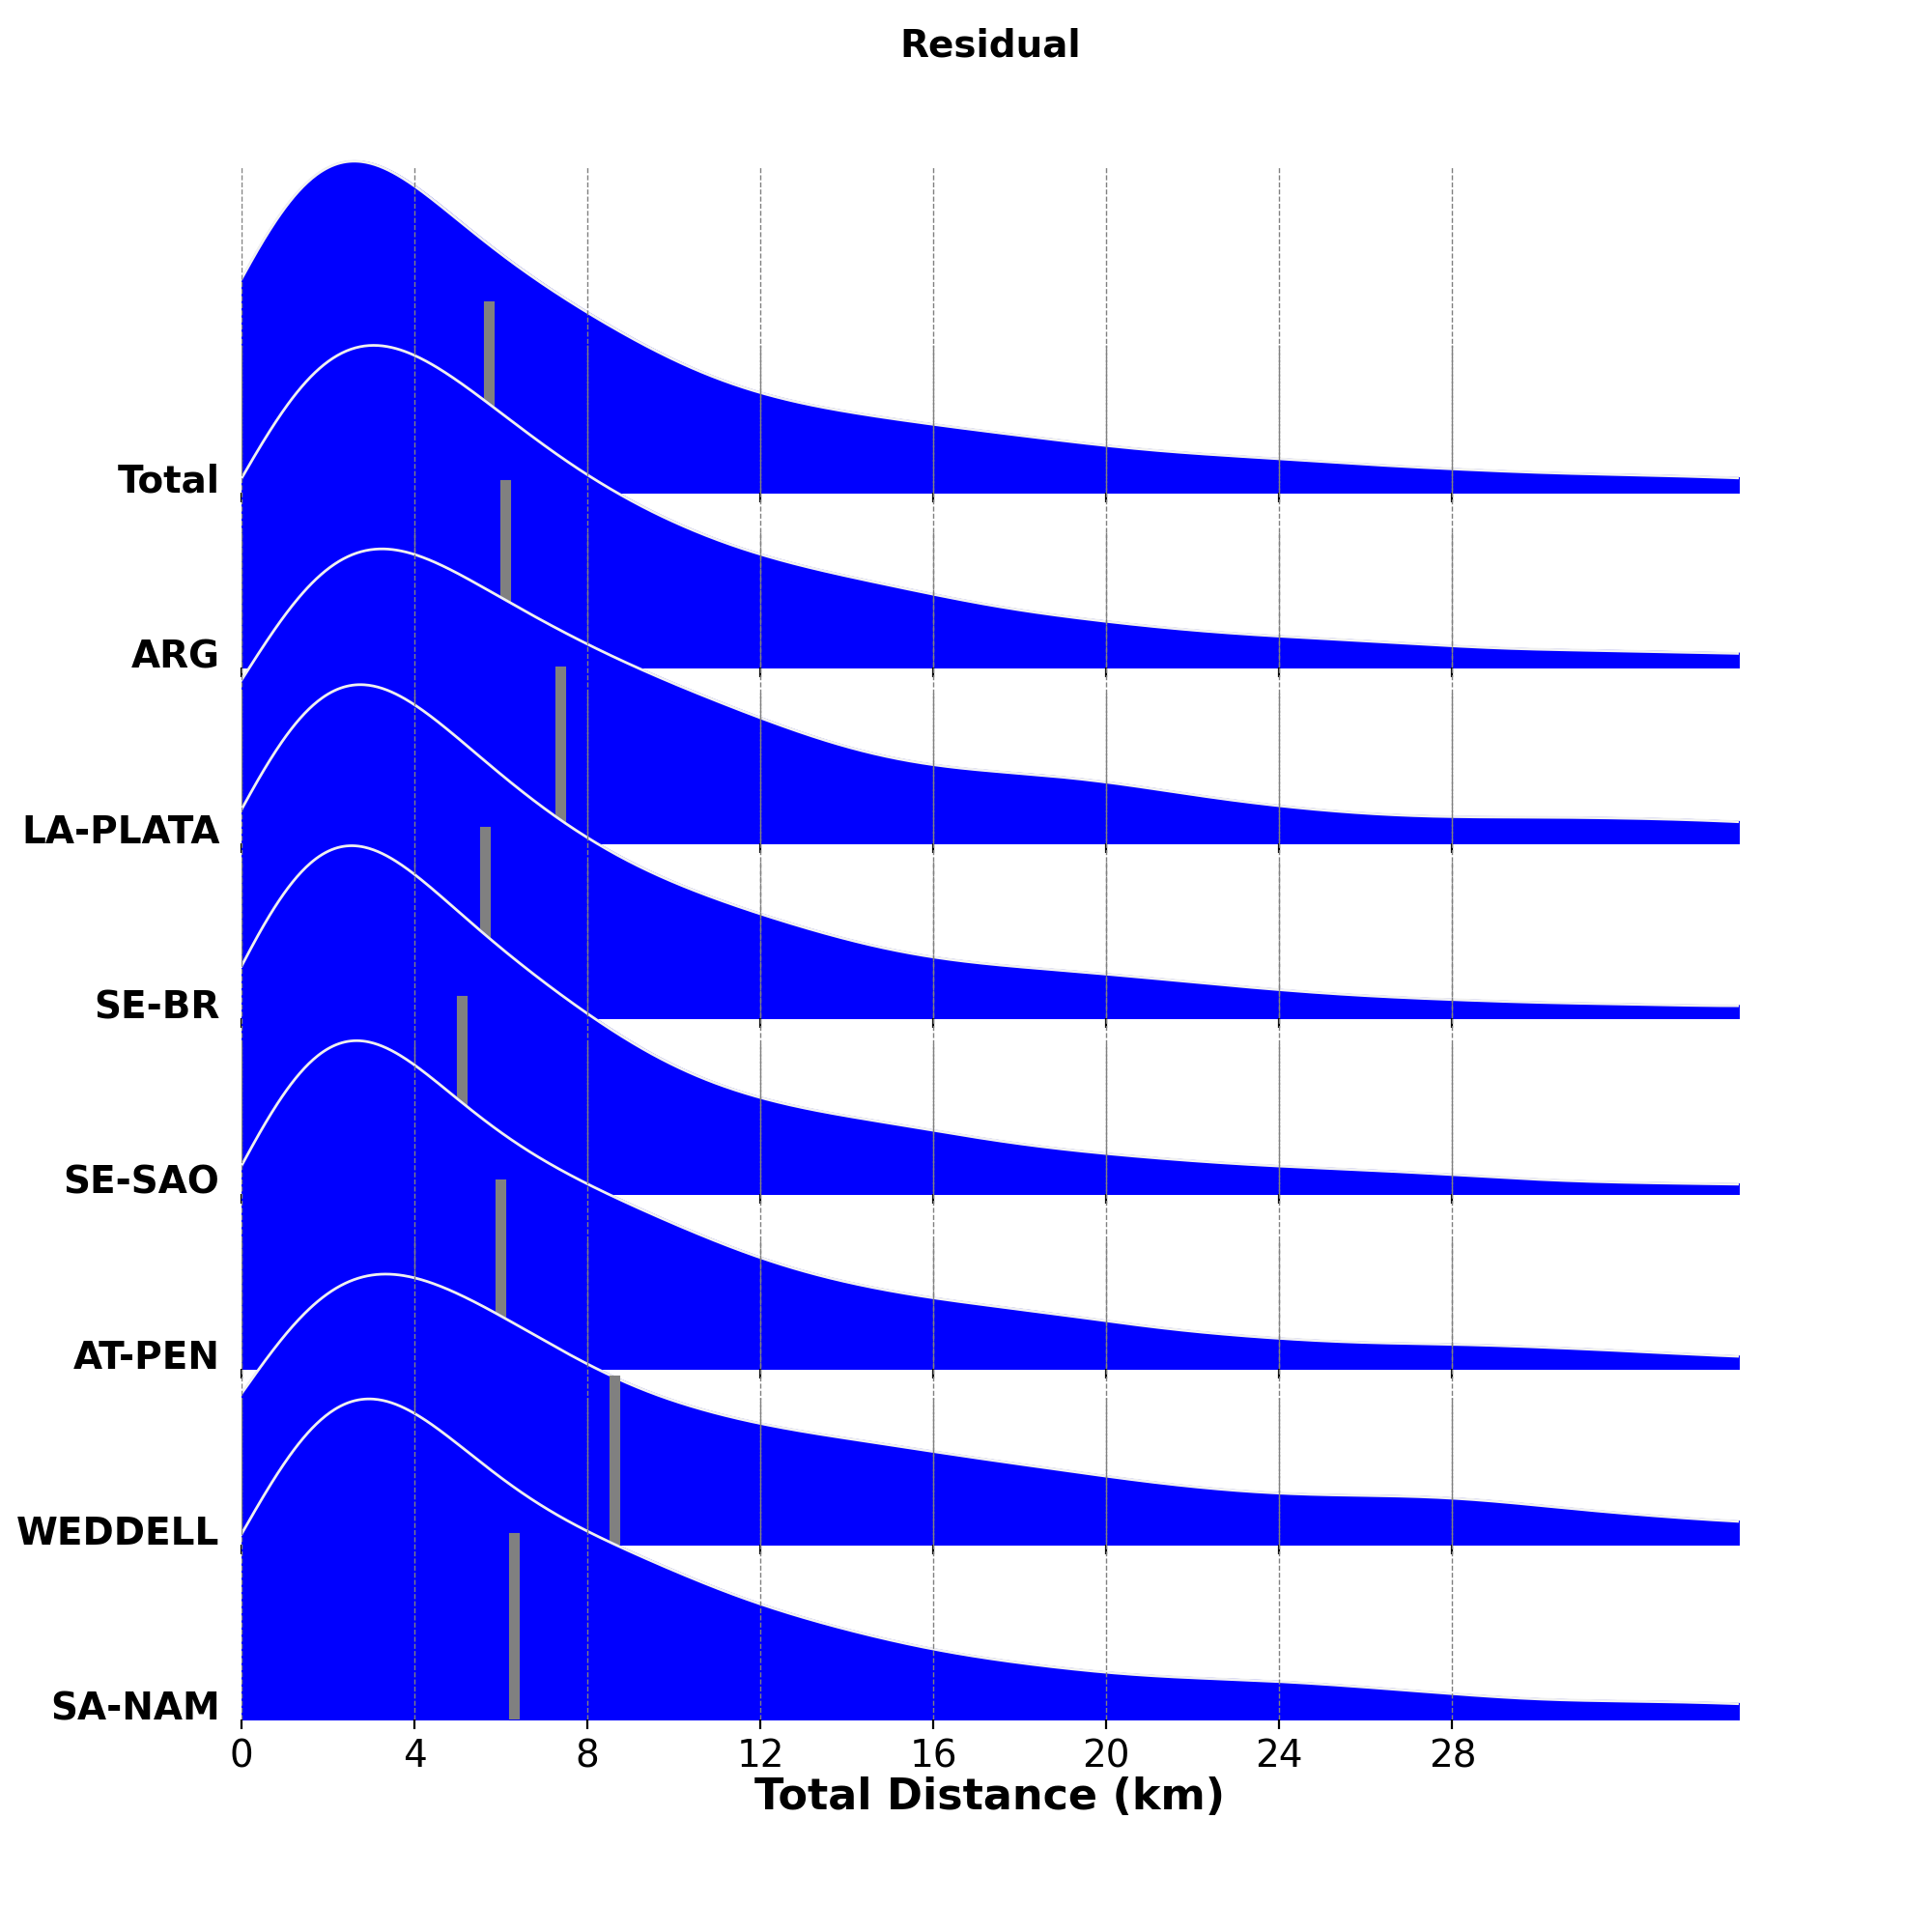 Residual
Total
ARG
LA-PLATA
SE-BR
SE-SAO
AT-PEN
WEDDELL
SA-NAM
0 4 8 12 16 20 24 28
Total Distance (km)